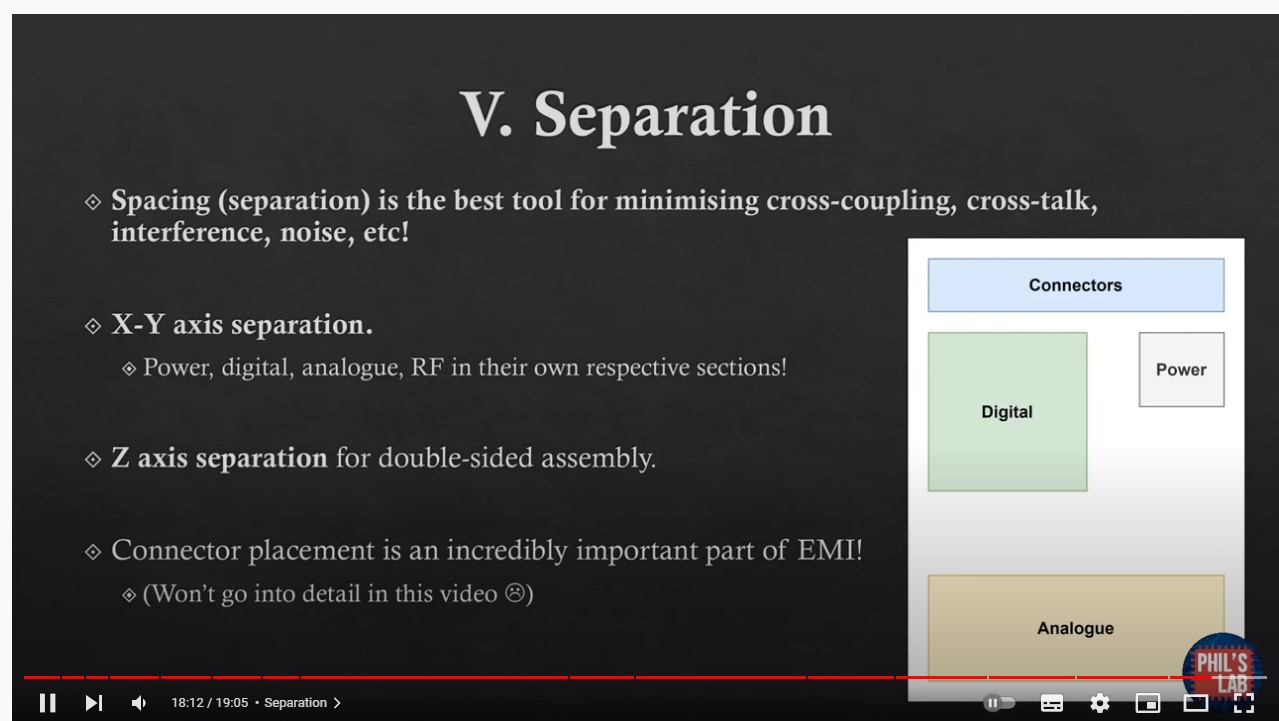 V. Separation
Spacing (separation) is the best tool for minimising cross-coupling, cross-talk,
interference, noise, etc!
X-Y axis separation.
Power, digital, analogue, RF in their own respective sections!
Z axis separation for double-sided assembly.
Connector placement is an incredibly important part of EMI!
(Won't go into detail in this video ☹)
Connectors
Digital
Power
Analogue
PHIL'S
LAB
18:12 / 19:05 • Separation